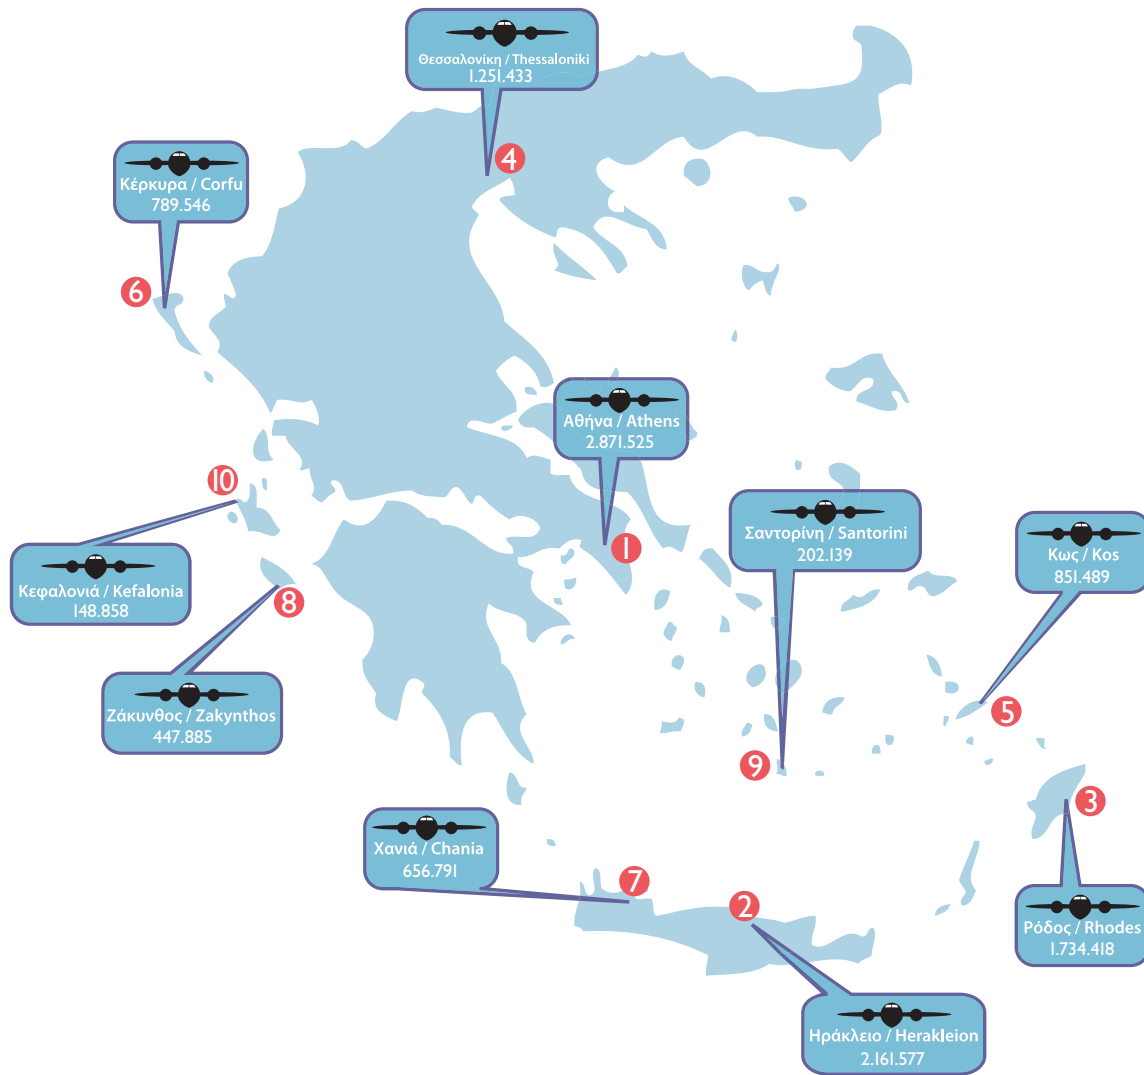 Θεσσαλονίκη / Thessaloniki
1.251.433
4
Κέρκυρα / Corfu
789.546
6
Αθήνα / Athens
2.871.525
1
10
Κεφαλονιά / Kefalonia
148.858
8
Ζάκυνθος / Zakynthos
447.885
Σαντορίνη / Santorini
202.139
9
Κως / Kos
851.489
5
3
Ρόδος / Rhodes
1.734.418
Χανιά / Chania
656.791
7
2
Ηράκλειο / Herakleion
2.161.577